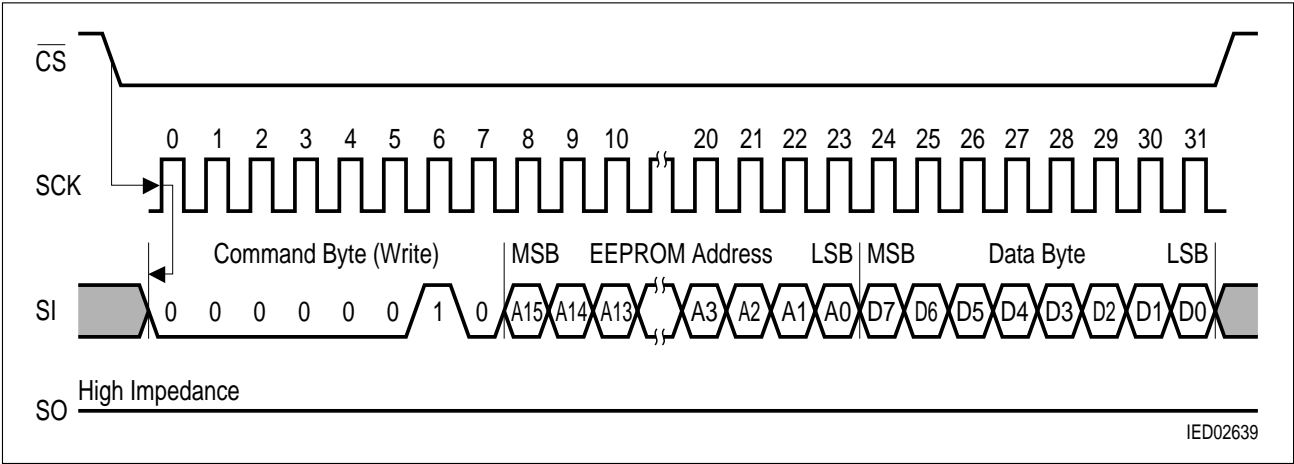 CS
0 1 2 3 4 5 6 7 8 9 10 20 21 22 23 24 25 26 27 28 29 30 31
SCK
Command Byte (Write) MSB EEPROM Address LSB MSB Data Byte LSB
SI 0 0 0 0 0 0 1 0 A15 A14 A13 A3 A2 A1 A0 D7 D6 D5 D4 D3 D2 D1 D0
High Impedance
SO
IED02639